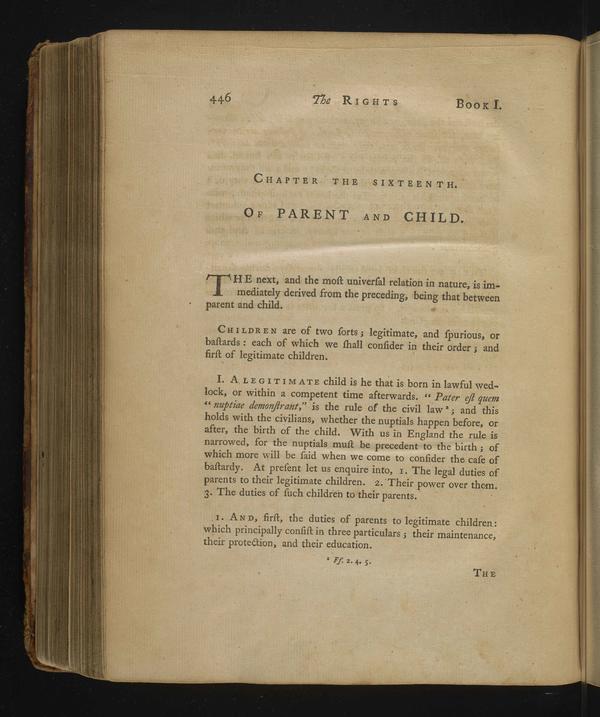 446 The RIGHTS BOOK I.
CHAPTER THE SIXTEENTH.
OF PARENT AND CHILD.
THE next, and the moſt univerſal relation in nature, is im-
mediately derived from the preceding, being that between
parent and child.
CHILDREN are of two ſorts; legitimate, and ſpurious, or
baſtards: each of which we ſhall conſider in their order; and
firſt of legitimate children.
I. A LEGITIMATE child is he that is born in lawful wed-
lock, or within a competent time afterwards. " Pater eſt quem
" nuptiae demonſtrant," is the rule of the civil law ª; and this
holds with the civilians, whether the nuptials happen before, or
after, the birth of the child. With us in England the rule is
narrowed, for the nuptials muſt be precedent to the birth; of
which more will be ſaid when we come to conſider the caſe of
baſtardy. At preſent let us enquire into, 1. The legal duties of
parents to their legitimate children. 2. Their power over them.
3. The duties of ſuch children to their parents.
1. AND, firſt, the duties of parents to legitimate children:
which principally conſiſt in three particulars; their maintenance,
their protection, and their education.
ª Ff. 2. 4. 5.
THE